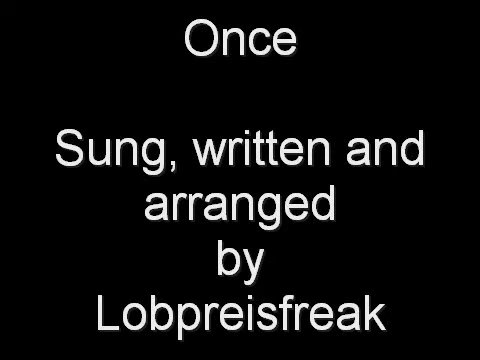 Once
Sung, written and
arranged
by
Lobpreisfreak